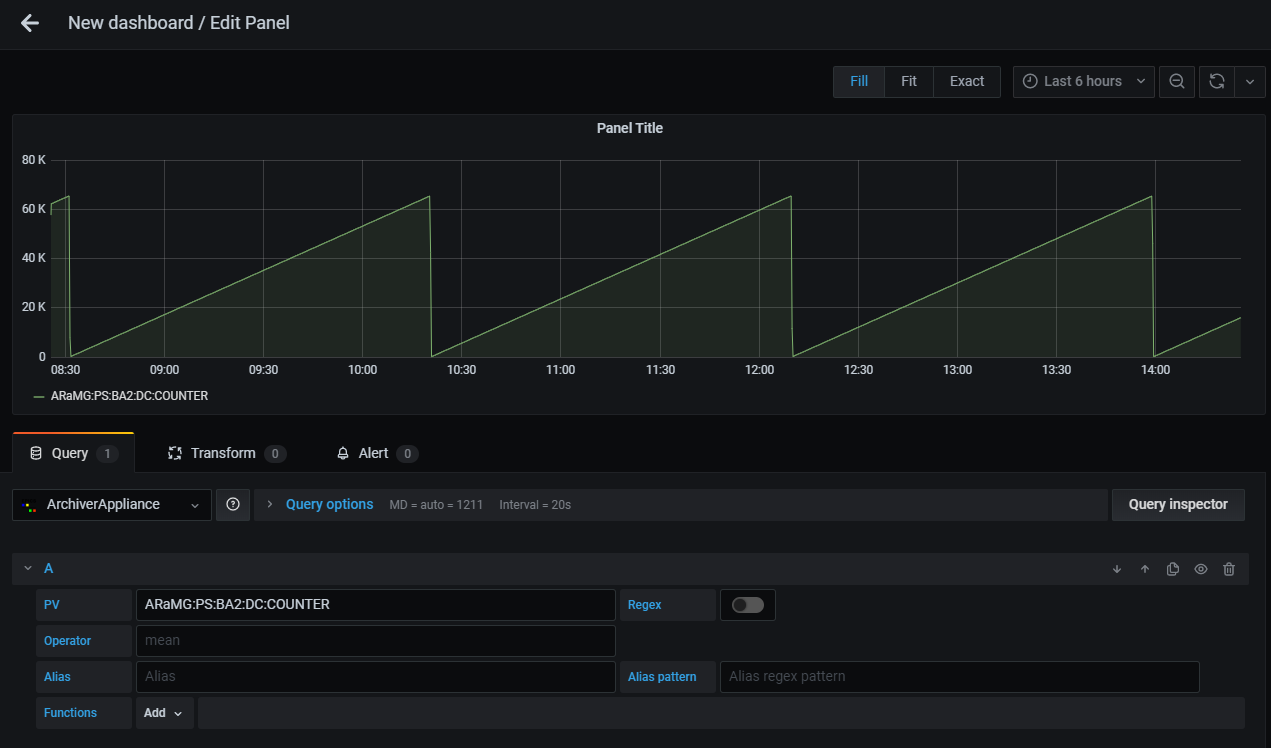 New dashboard / Edit Panel
Fill Fit Exact Last 6 hours
Panel Title
80 K
60 K
40 K
20 K
0
08:30 09:00 09:30 10:00 10:30 11:00 11:30 12:00 12:30 13:00 13:30 14:00
ARaMG:PS:BA2:DC:COUNTER
Query 1 Transform 0 Alert 0
ArchiverAppliance Query options MD = auto = 1211 Interval = 20s Query inspector
A
PV ARaMG:PS:BA2:DC:COUNTER Regex
Operator mean
Alias Alias Alias pattern Alias regex pattern
Functions Add